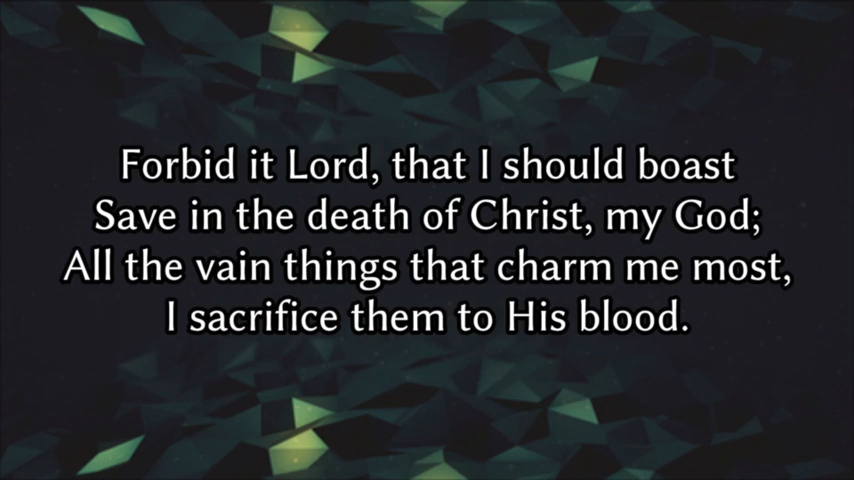 Forbid it Lord, that I should boast
Save in the death of Christ, my God;
All the vain things that charm me most,
I sacrifice them to His blood.